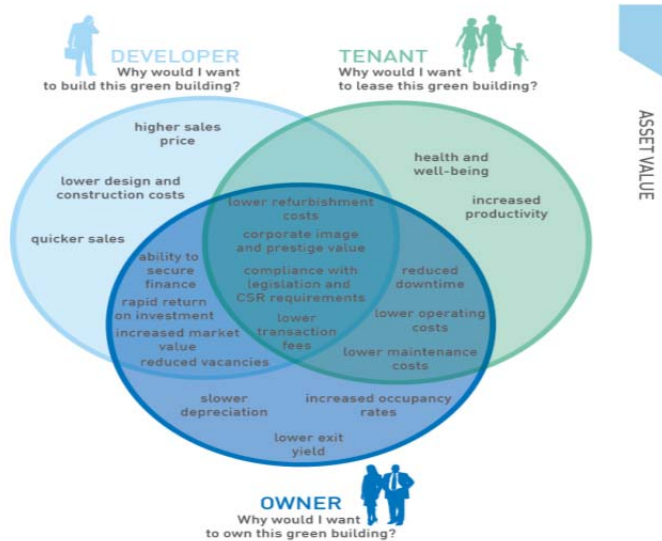 DEVELOPER
Why would I want
to build this green building?
TENANT
Why would I want
to lease this green building?
ASSET VALUE
higher sales
price
lower design and
construction costs
quicker sales
health and
well-being
increased
productivity
lower refurbishment
costs
corporate image
and prestige value
compliance with
legislation and
CSR requirements
lower
transaction
fees
ability to
secure
finance
rapid return
on investment
increased market
value
reduced vacancies
reduced
downtime
lower operating
costs
lower maintenance
costs
slower
depreciation
increased occupancy
rates
lower exit
yield
OWNER
Why would I want
to own this green building?